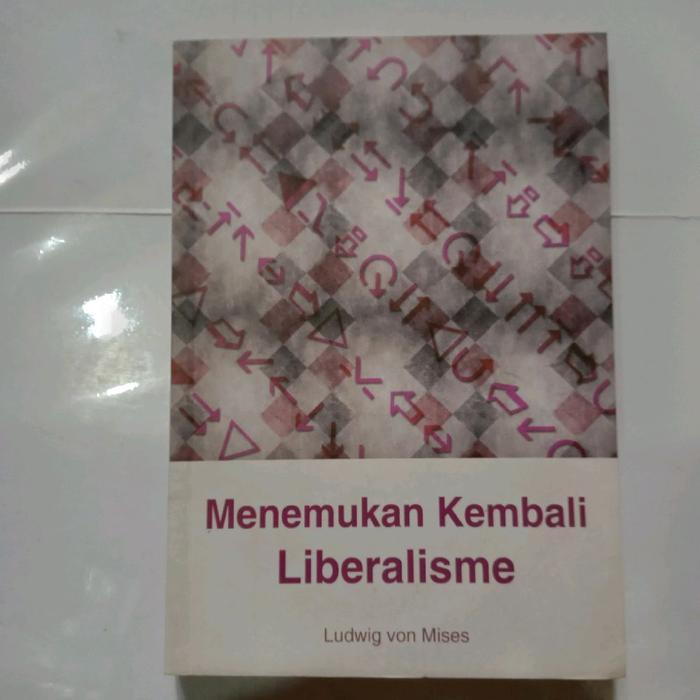 Menemukan Kembali
Liberalisme
Ludwig von Mises